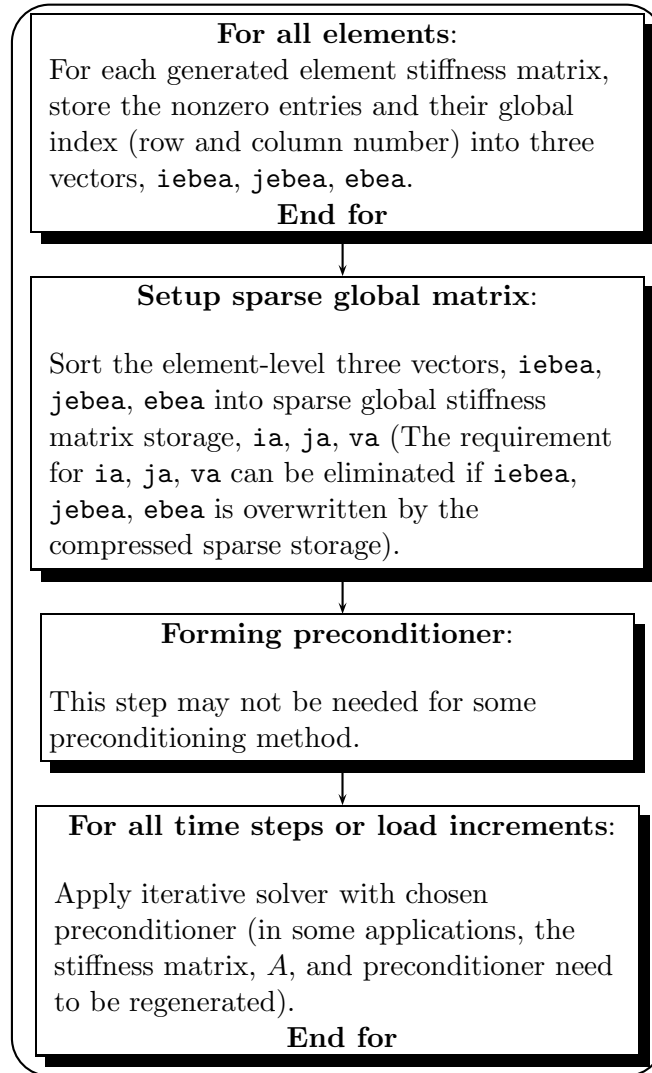 For all elements:
For each generated element stiffness matrix,
store the nonzero entries and their global
index (row and column number) into three
vectors, iebea, jebea, ebea.
End for
Setup sparse global matrix:
Sort the element-level three vectors, iebea,
jebea, ebea into sparse global stiffness
matrix storage, ia, ja, va (The requirement
for ia, ja, va can be eliminated if iebea,
jebea, ebea is overwritten by the
compressed sparse storage).
Forming preconditioner:
This step may not be needed for some
preconditioning method.
For all time steps or load increments:
Apply iterative solver with chosen
preconditioner (in some applications, the
stiffness matrix, A, and preconditioner need
to be regenerated).
End for